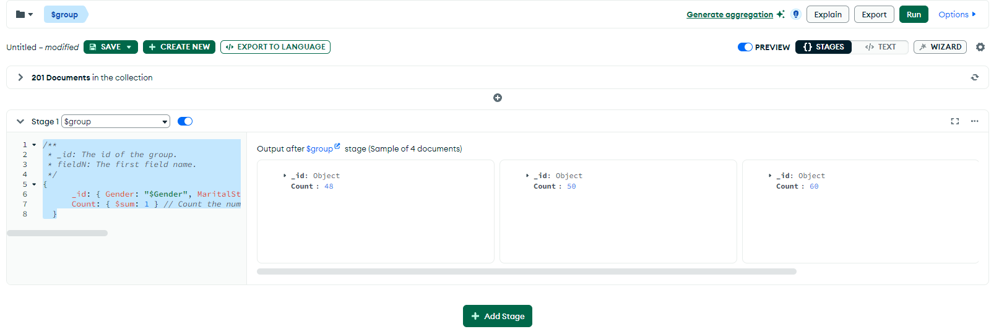 $group
Generate aggregation
Explain
Export
Run
Options
Untitled – modified
SAVE
CREATE NEW
</> EXPORT TO LANGUAGE
PREVIEW
{} STAGES
</> TEXT
WIZARD
201 Documents in the collection
Stage 1
$group
1 /**
2 * _id: The id of the group.
3 * fieldN: The first field name.
4 */
5 {
6 _id: { Gender: "$Gender", MaritalSt
7 Count: { $sum: 1 } // Count the num
8 }
Output after $group stage (Sample of 4 documents)
_id: Object
Count : 48
_id: Object
Count : 50
_id: Object
Count : 60
+ Add Stage